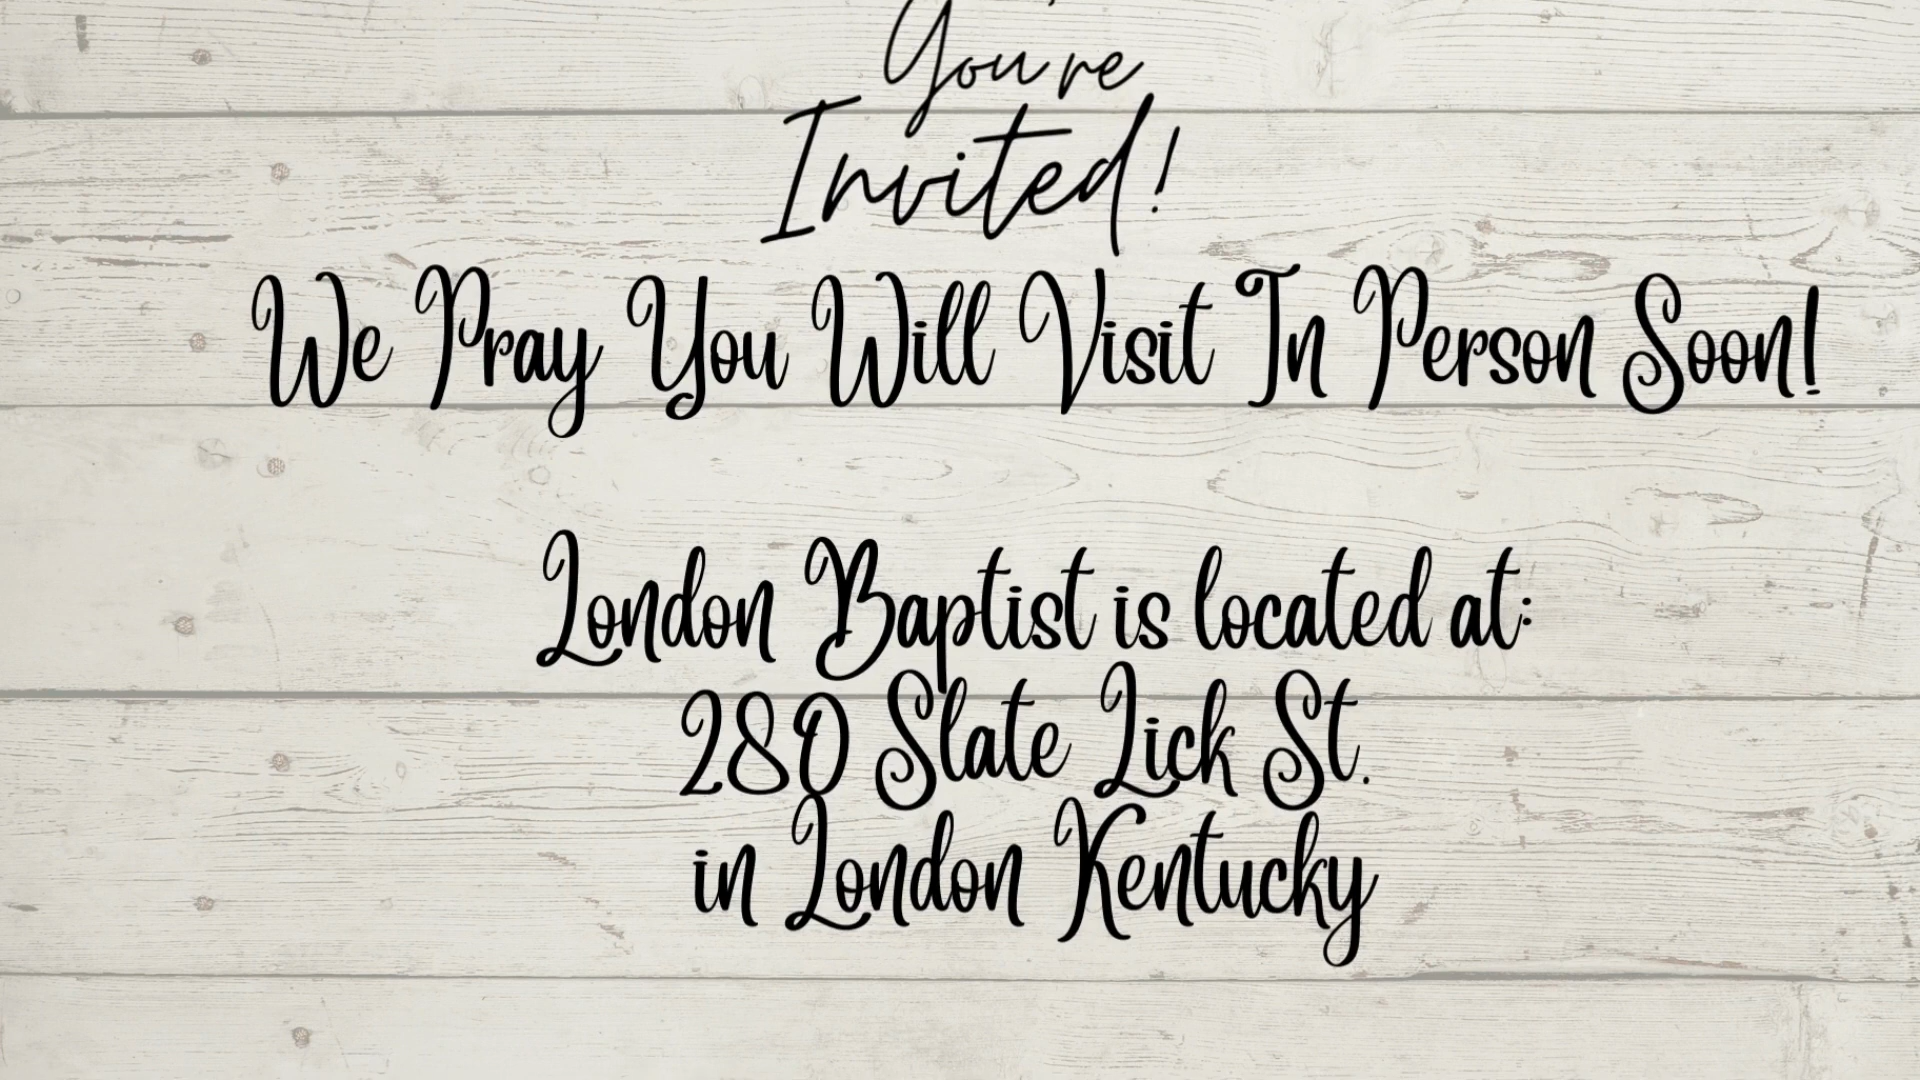 You're
Invited!
We Pray You Will Visit In Person Soon!
London Baptist is located at:
280 Slate Lick St.
in London Kentucky